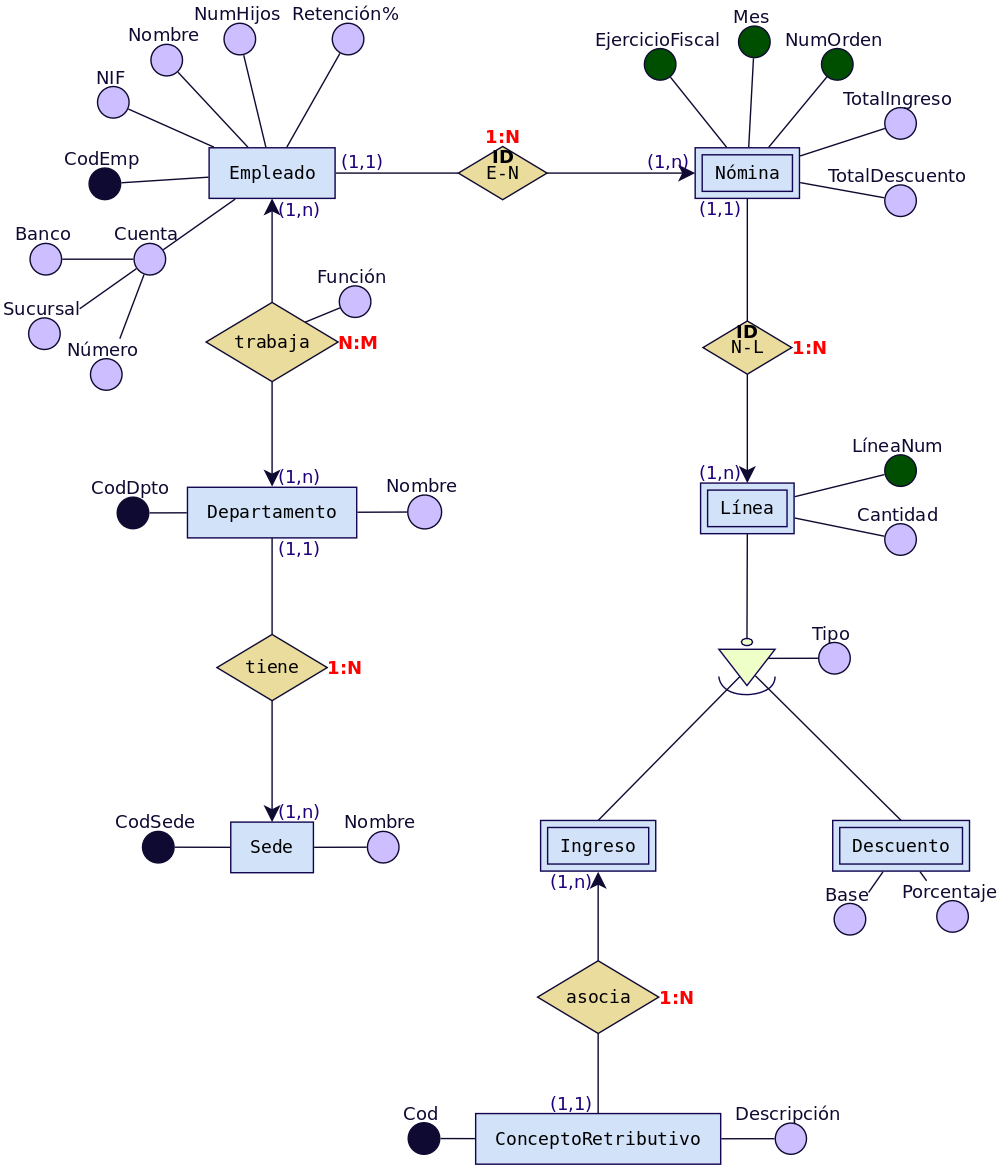 NumHijos Retención%
Nombre
NIF
CodEmp
Empleado
(1,1)
1:N
ID
E-N
(1,n)
Mes
EjercicioFiscal
NumOrden
TotalIngreso
Nómina
TotalDescuento
(1,1)
(1,n)
Banco
Cuenta
Sucursal
Número
Función
trabaja
N:M
ID
N-L
1:N
(1,n)
CodDpto
Departamento
Nombre
(1,1)
(1,n)
LíneaNum
Línea
Cantidad
Tipo
tiene
1:N
(1,n)
CodSede
Sede
Nombre
Ingreso
(1,n)
Descuento
Base
Porcentaje
asocia
1:N
(1,1)
Cod
ConceptoRetributivo
Descripción